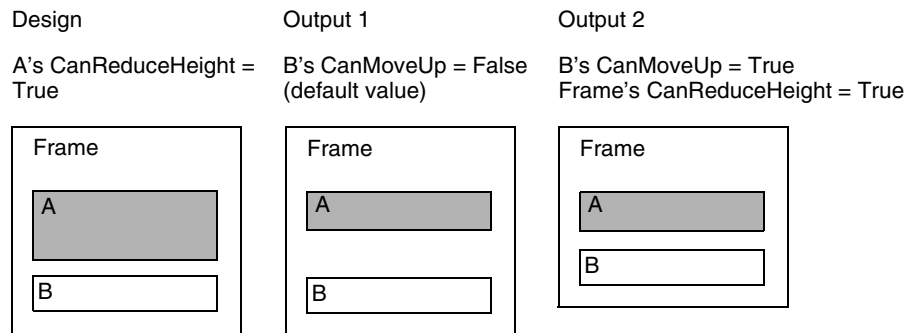 Design
A's CanReduceHeight =
True
Output 1
B's CanMoveUp = False
(default value)
Output 2
B's CanMoveUp = True
Frame's CanReduceHeight = True
Frame
A
B
Frame
A
B
Frame
A
B